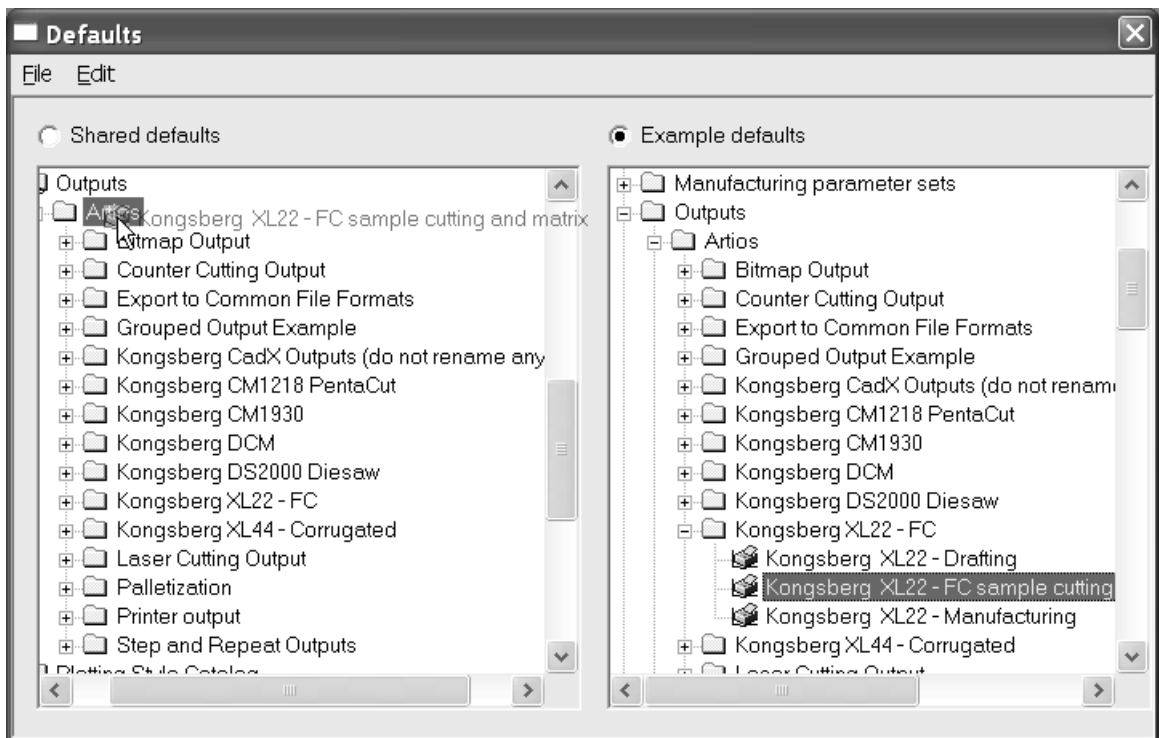 Defaults
File Edit
Shared defaults
Outputs
Artios
Kongsberg XL22 - FC sample cutting and matrix
Bitmap Output
Counter Cutting Output
Export to Common File Formats
Grouped Output Example
Kongsberg CadX Outputs (do not rename any
Kongsberg CM1218 PentaCut
Kongsberg CM1930
Kongsberg DCM
Kongsberg DS2000 Diesaw
Kongsberg XL22 - FC
Kongsberg XL44 - Corrugated
Laser Cutting Output
Palletization
Printer output
Step and Repeat Outputs
Plotting Style Catalog
Example defaults
Manufacturing parameter sets
Outputs
Artios
Bitmap Output
Counter Cutting Output
Export to Common File Formats
Grouped Output Example
Kongsberg CadX Outputs (do not rename
Kongsberg CM1218 PentaCut
Kongsberg CM1930
Kongsberg DCM
Kongsberg DS2000 Diesaw
Kongsberg XL22 - FC
Kongsberg XL22 - Drafting
Kongsberg XL22 - FC sample cutting
Kongsberg XL22 - Manufacturing
Kongsberg XL44 - Corrugated
Laser Cutting Output